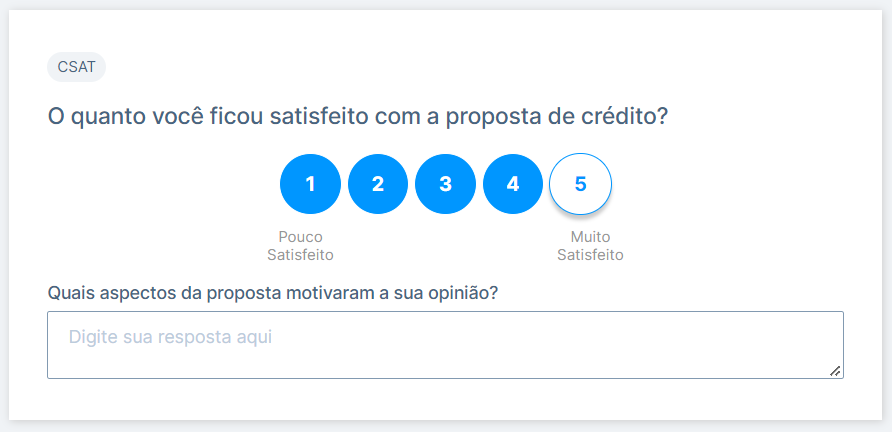 CSAT
O quanto você ficou satisfeito com a proposta de crédito?
1 2 3 4 5
Pouco Muito
Satisfeito Satisfeito
Quais aspectos da proposta motivaram a sua opinião?
Digite sua resposta aqui